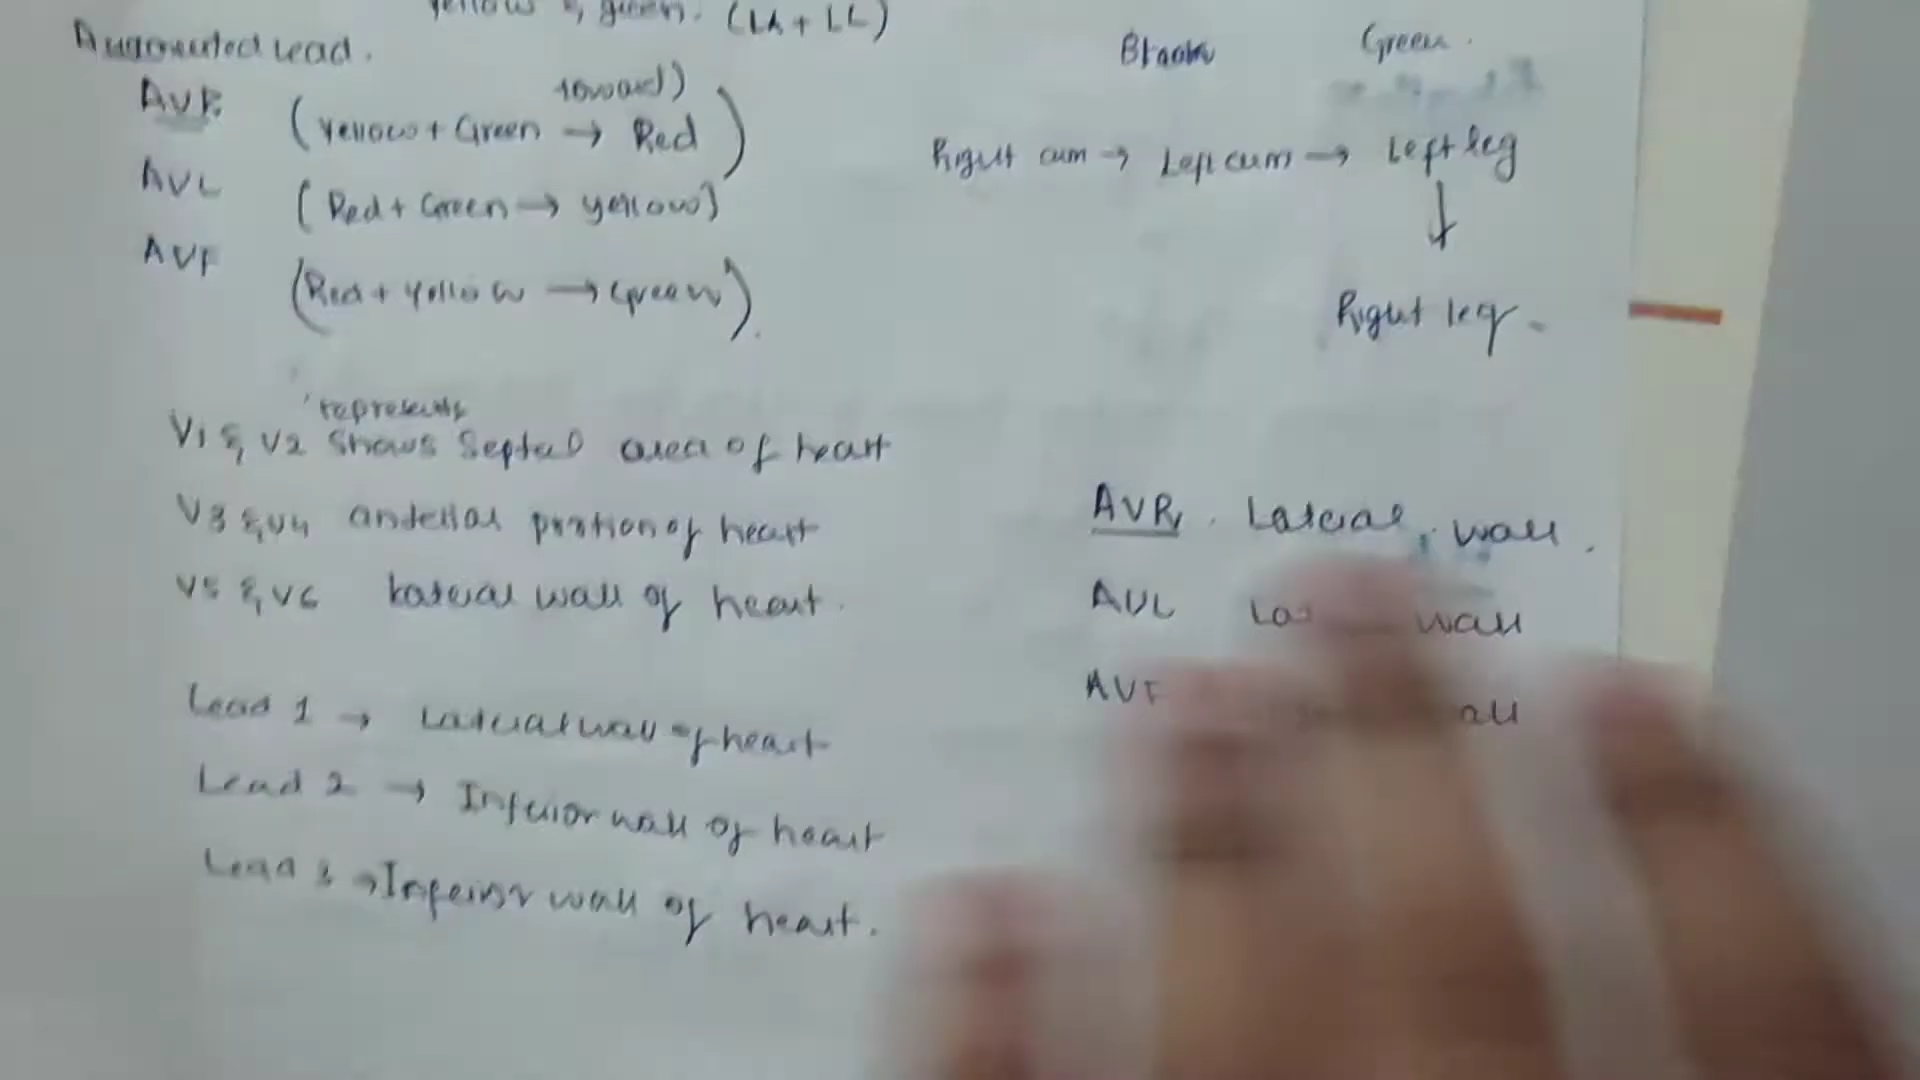 yellow & green. (LA + LL)
Augmented Lead.
AVR (Yellow + Green → Red)
toward)
AVL (Red + Green → yellow)
AVF (Red + Yellow → Green).
Green.
Right arm → Left arm → Left leg
↓
Right leg.
represents
V1 & V2 shows Septal area of heart
V3 & V4 anterior portion of heart
V5 & V6 Lateral wall of heart.
Lead 1 → Lateral wall of heart
Lead 2 → Inferior wall of heart
Lead 3 → Inferior wall of heart.
AVR. Lateral wall.
AVL wall
AVF